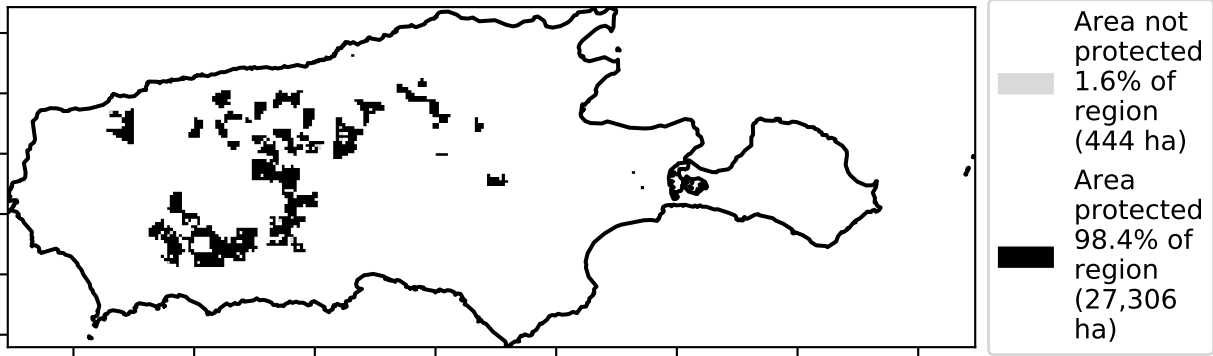 Area not
protected
1.6% of
region
(444 ha)
Area
protected
98.4% of
region
(27,306
ha)